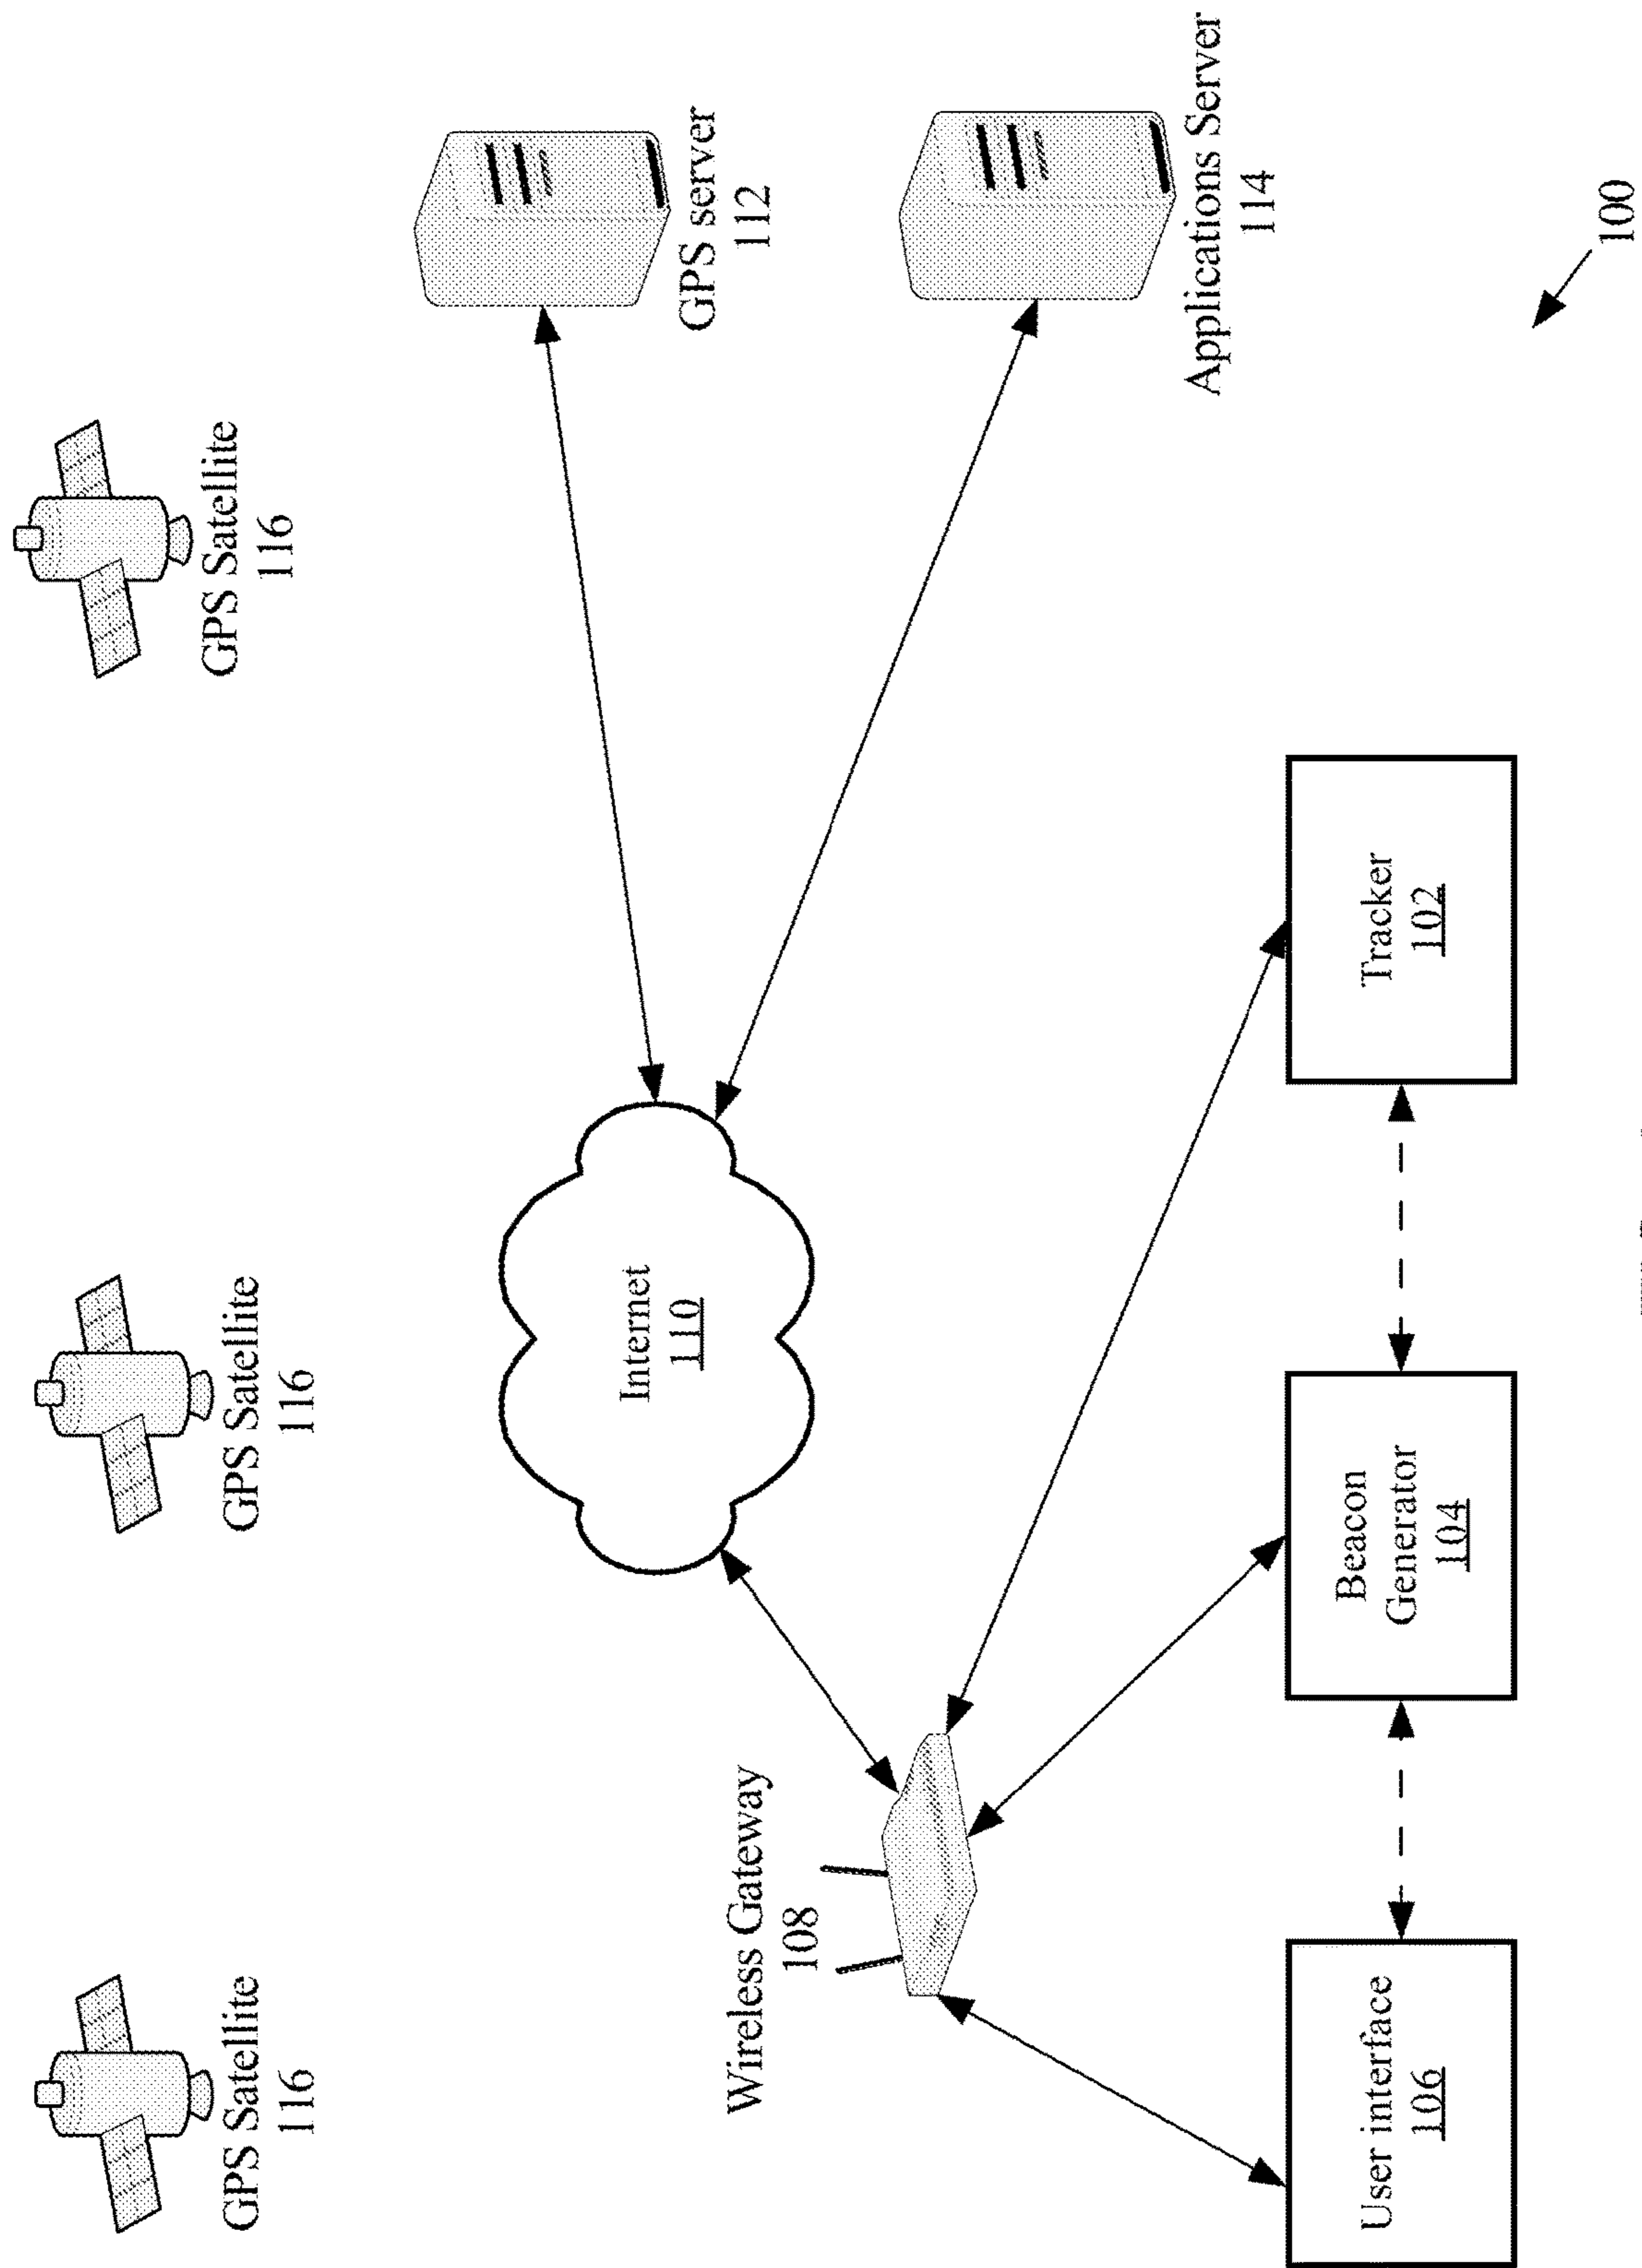 GPS Satellite
116
GPS Satellite
116
GPS Satellite
116
Wireless Gateway
108
Internet
110
GPS server
112
Applications Server
114
User interface
106
Beacon
Generator
104
Tracker
102
100